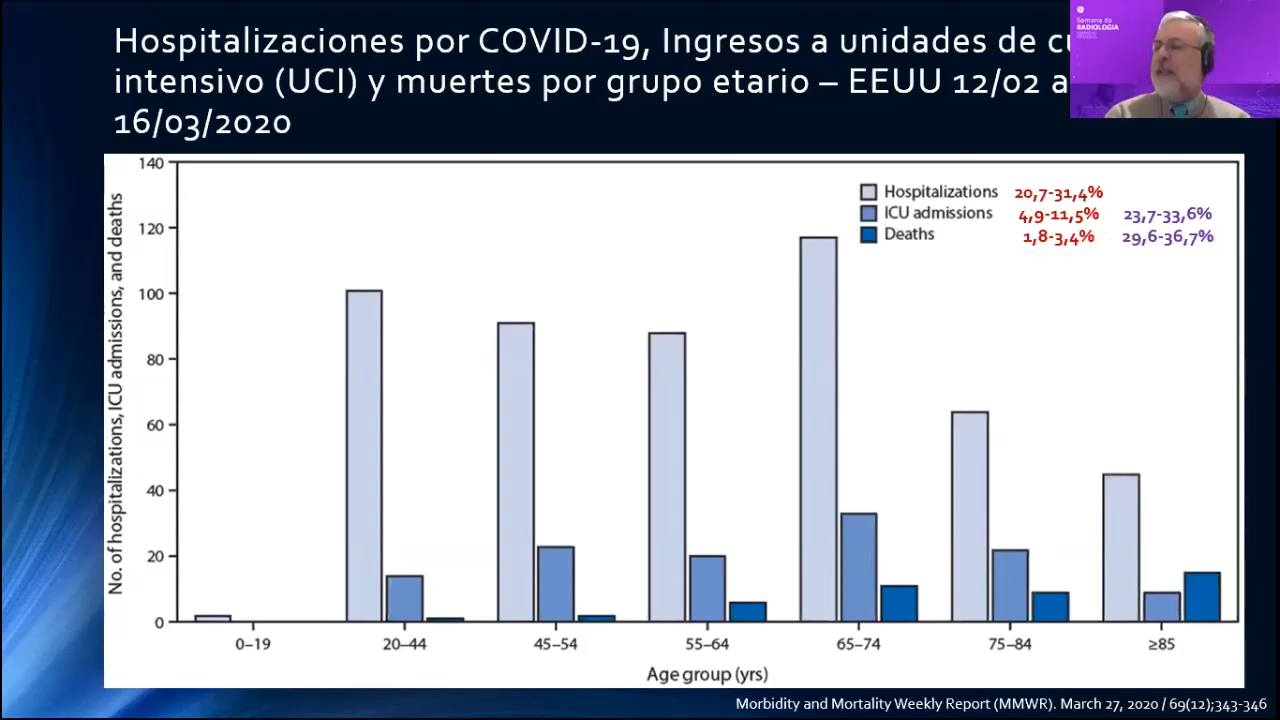 Hospitalizaciones por COVID-19, Ingresos a unidades de
intensivo (UCI) y muertes por grupo etario – EEUU 12/02 a
16/03/2020
Semana da
RADIOLOGIA
140
120
100
80
60
40
20
0
No. of hospitalizations, ICU admissions, and deaths
Hospitalizations 20,7-31,4%
ICU admissions 4,9-11,5% 23,7-33,6%
Deaths 1,8-3,4% 29,6-36,7%
0–19 20–44 45–54 55–64 65–74 75–84 ≥85
Age group (yrs)
Morbidity and Mortality Weekly Report (MMWR). March 27, 2020 / 69(12);343-346